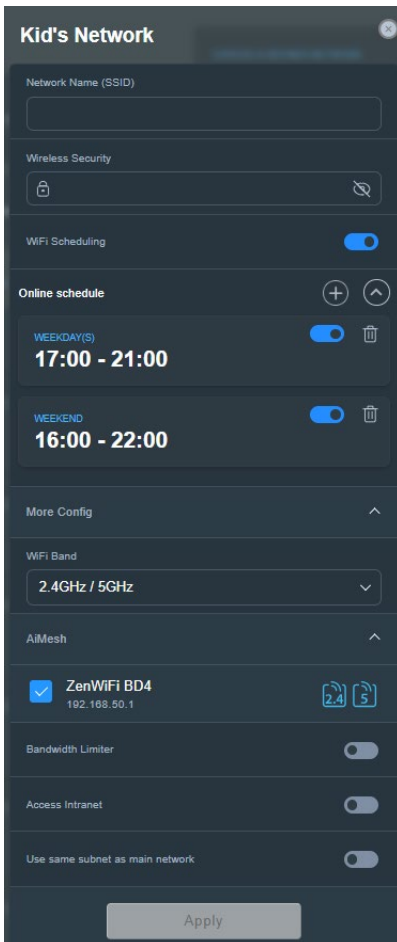 Kid's Network
Network Name (SSID)
Wireless Security
WiFi Scheduling
Online schedule
WEEKDAY(S)
17:00 - 21:00
WEEKEND
16:00 - 22:00
More Config
WiFi Band
2.4GHz / 5GHz
AiMesh
ZenWiFi BD4
192.168.50.1
2.4 5
Bandwidth Limiter
Access Intranet
Use same subnet as main network
Apply